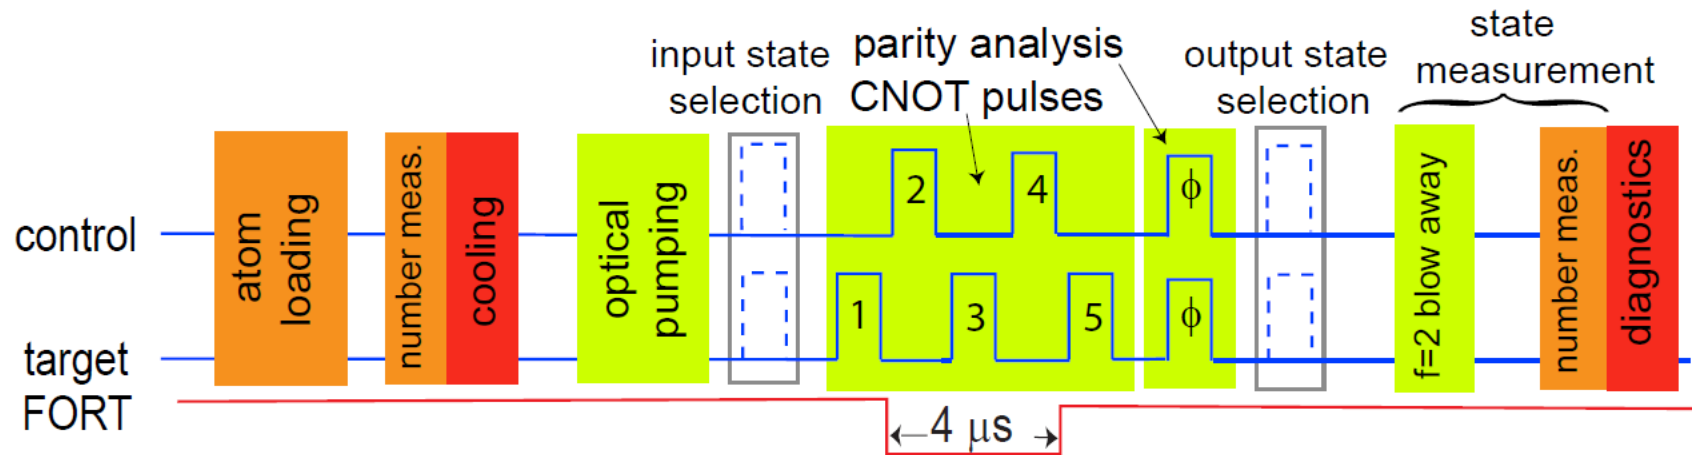 input state
selection
parity analysis
CNOT pulses
output state
selection
state
measurement
control
target
FORT
atom
loading
number meas.
cooling
optical
pumping
2
4
ϕ
1
3
5
ϕ
f=2 blow away
number meas.
diagnostics
4 μs